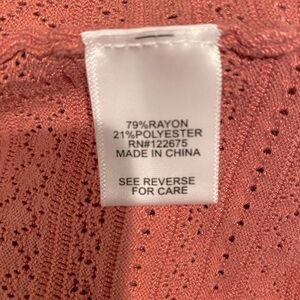 79%RAYON
21%POLYESTER
RN#122675
MADE IN CHINA
SEE REVERSE
FOR CARE